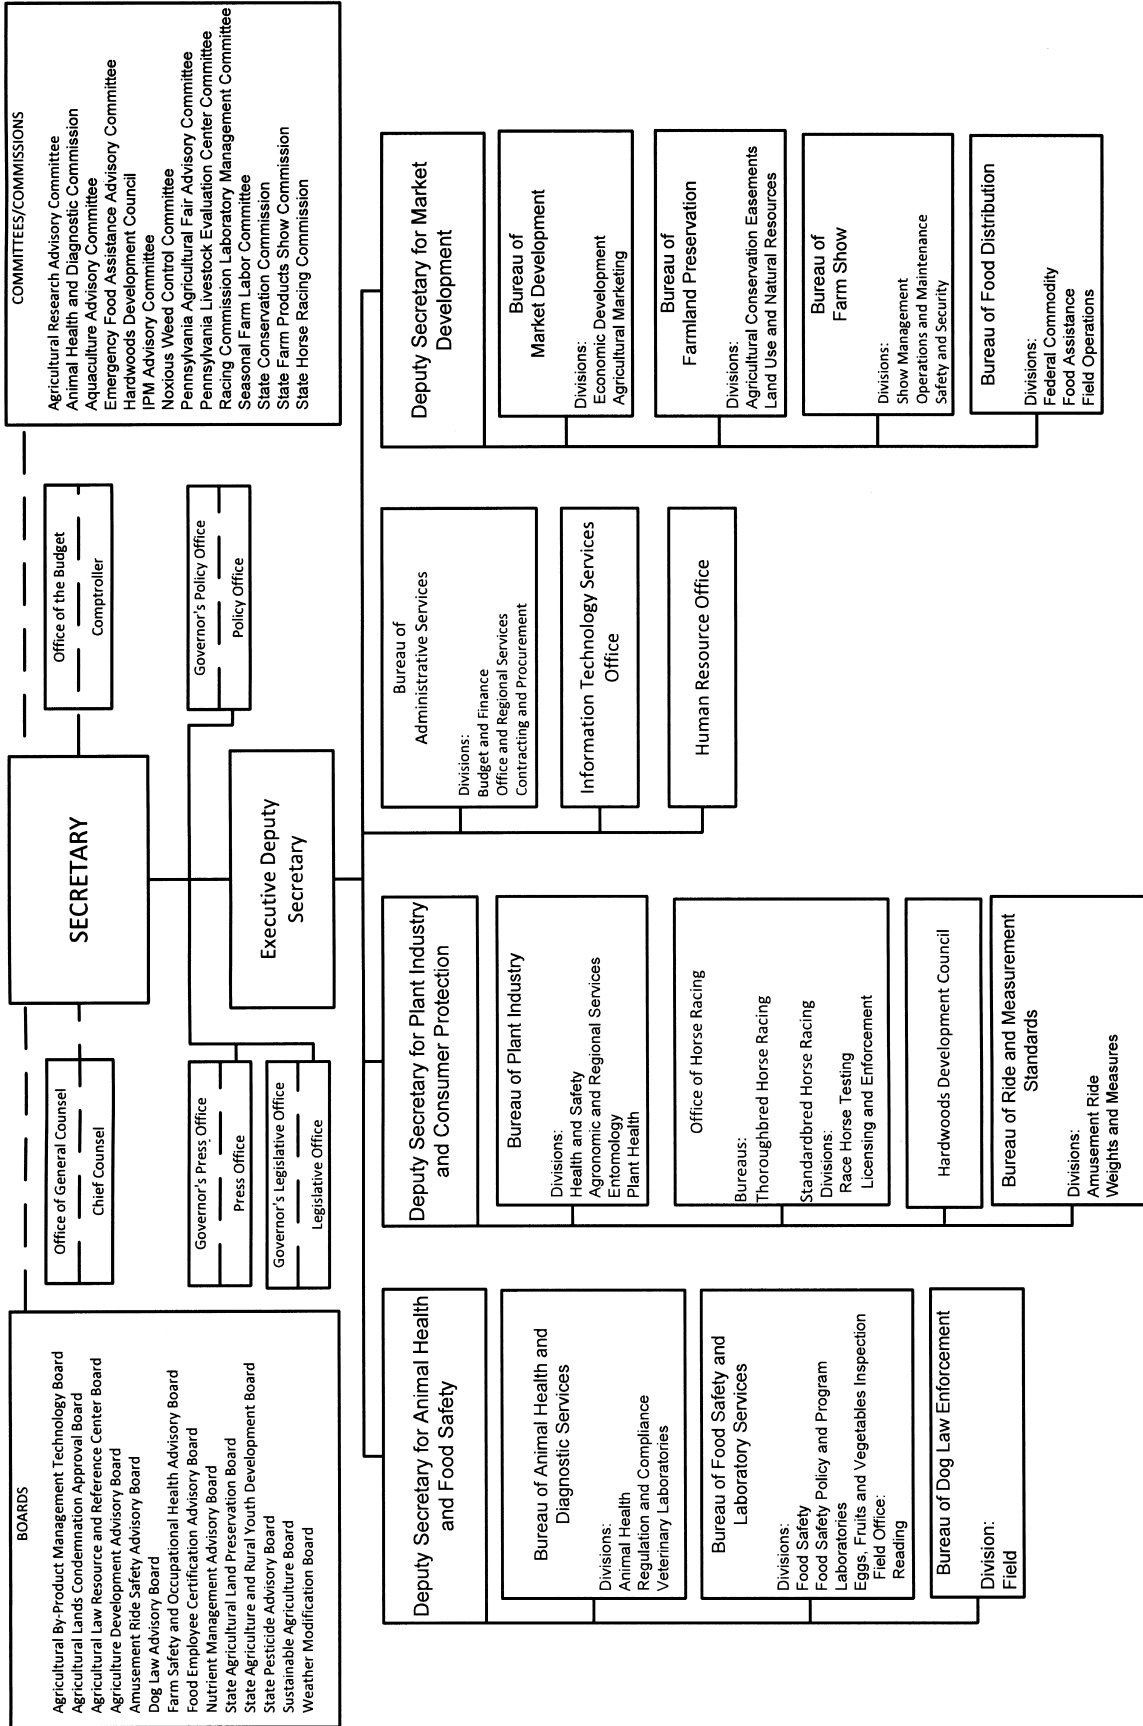 BOARDS
Agricultural By-Product Management Technology Board
Agricultural Lands Condemnation Approval Board
Agricultural Law Resource and Reference Center Board
Agriculture Development Advisory Board
Amusement Ride Safety Advisory Board
Dog Law Advisory Board
Farm Safety and Occupational Health Advisory Board
Food Employee Certification Advisory Board
Nutrient Management Advisory Board
State Agricultural Land Preservation Board
State Agriculture and Rural Youth Development Board
State Pesticide Advisory Board
Sustainable Agriculture Board
Weather Modification Board
Office of General Counsel
Chief Counsel
SECRETARY
Office of the Budget
Comptroller
COMMITTEES/COMMISSIONS
Agricultural Research Advisory Committee
Animal Health and Diagnostic Commission
Aquaculture Advisory Committee
Emergency Food Assistance Advisory Committee
Hardwoods Development Council
IPM Advisory Committee
Noxious Weed Control Committee
Pennsylvania Agricultural Fair Advisory Committee
Pennsylvania Livestock Evaluation Center Committee
Racing Commission Laboratory Management Committee
Seasonal Farm Labor Committee
State Conservation Commission
State Farm Products Show Commission
State Horse Racing Commission
Governor's Press Office
Press Office
Governor's Legislative Office
Legislative Office
Governor's Policy Office
Policy Office
Executive Deputy
Secretary
Deputy Secretary for Animal Health
and Food Safety
Bureau of Animal Health and
Diagnostic Services
Divisions:
Animal Health
Regulation and Compliance
Veterinary Laboratories
Bureau of Food Safety and
Laboratory Services
Divisions:
Food Safety
Food Safety Policy and Program
Laboratories
Eggs, Fruits and Vegetables Inspection
Field Office:
Reading
Bureau of Dog Law Enforcement
Division:
Field
Deputy Secretary for Plant Industry
and Consumer Protection
Bureau of Plant Industry
Divisions:
Health and Safety
Agronomic and Regional Services
Entomology
Plant Health
Office of Horse Racing
Bureaus:
Thoroughbred Horse Racing
Standardbred Horse Racing
Divisions:
Race Horse Testing
Licensing and Enforcement
Hardwoods Development Council
Bureau of Ride and Measurement
Standards
Divisions:
Amusement Ride
Weights and Measures
Bureau of
Administrative Services
Divisions:
Budget and Finance
Office and Regional Services
Contracting and Procurement
Information Technology Services
Office
Human Resource Office
Deputy Secretary for Market
Development
Bureau of
Market Development
Divisions:
Economic Development
Agricultural Marketing
Bureau of
Farmland Preservation
Divisions:
Agricultural Conservation Easements
Land Use and Natural Resources
Bureau of
Farm Show
Divisions:
Show Management
Operations and Maintenance
Safety and Security
Bureau of Food Distribution
Divisions:
Federal Commodity
Food Assistance
Field Operations